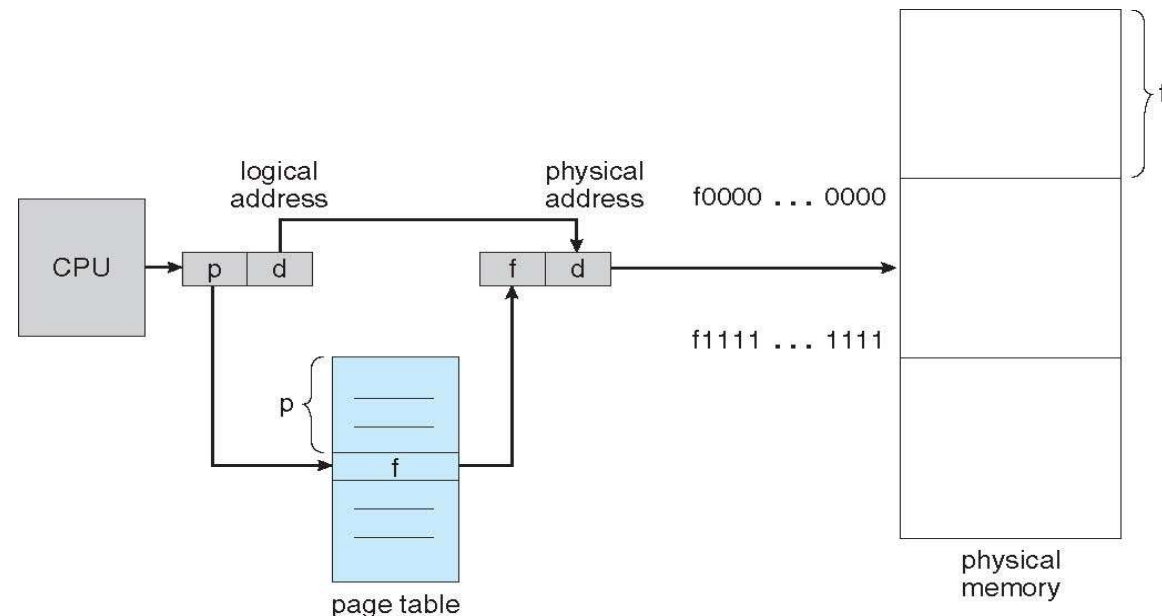 f
logical
address
physical
address
f0000 ... 0000
CPU
p
d
f
d
f1111 ... 1111
p
f
physical
memory
page table